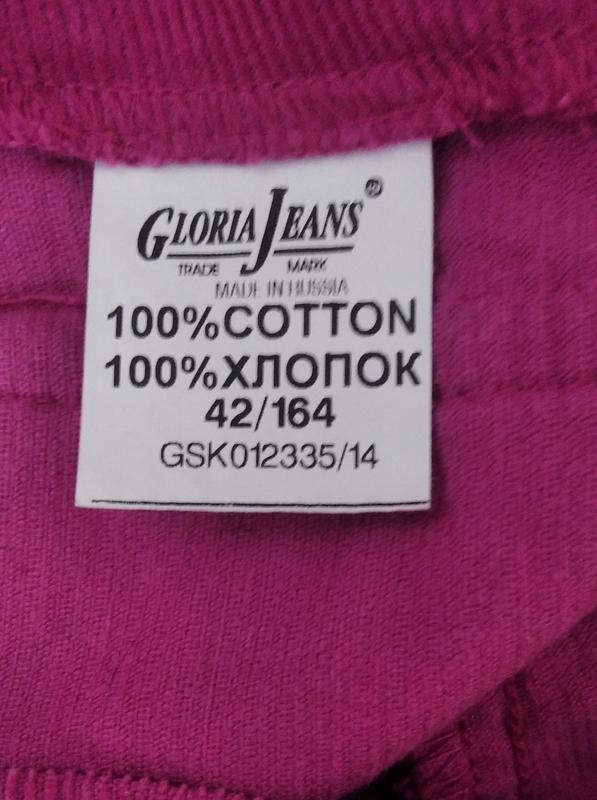 GLORIA JEANS®
TRADE MARK
MADE IN RUSSIA
100%COTTON
100%ХЛОПОК
42/164
GSK012335/14